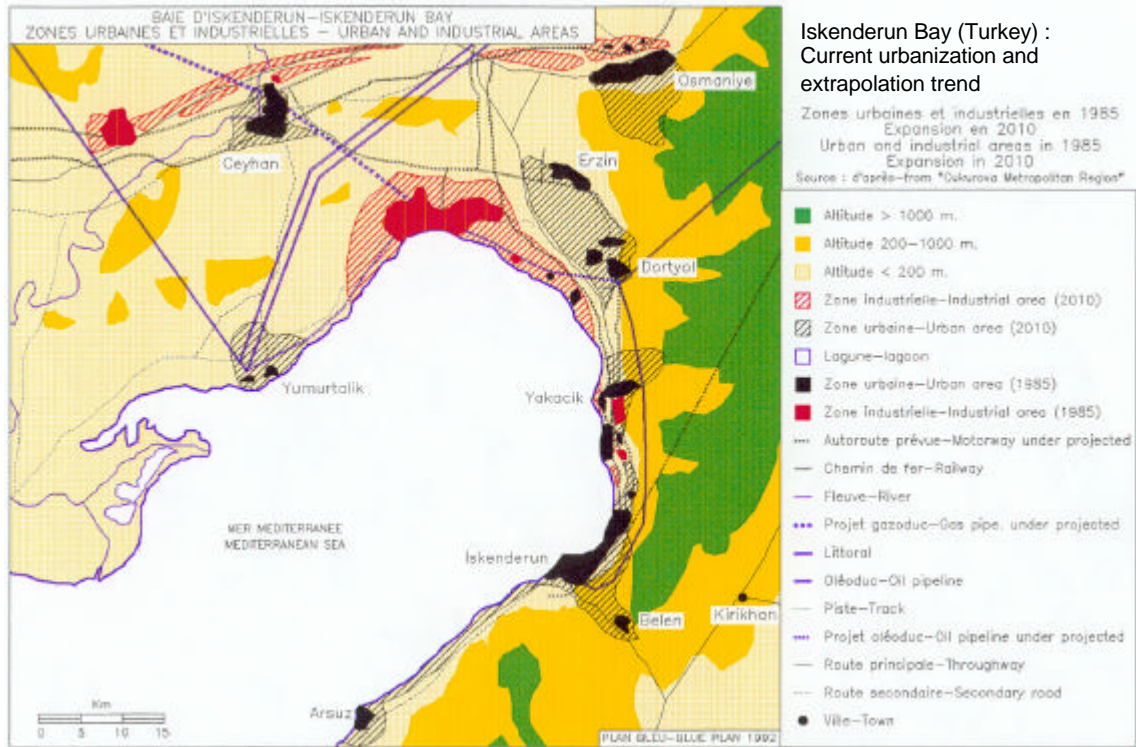 BAIE D'ISKENDERUN-ISKENDERUN BAY
ZONES URBAINES ET INDUSTRIELLES - URBAN AND INDUSTRIAL AREAS
Iskenderun Bay (Turkey) :
Current urbanization and
extrapolation trend
Zones urbaines et industrielles en 1985
Expansion en 2010
Urban and industrial areas in 1985
Expansion in 2010
Source : d'après-from "Cukurova Metropolitan Region"
Osmaniye
Ceyhan
Erzin
Dortyol
Yumurtalik
Yakacik
MER MEDITERRANEE
MEDITERRANEAN SEA
İskenderun
Belen
Kirikhan
Arsuz
Km
0 5 10 15
PLAN BLEU-BLUE PLAN 1992
Altitude > 1000 m.
Altitude 200-1000 m.
Altitude < 200 m.
Zone industrielle-Industrial area (2010)
Zone urbaine-Urban area (2010)
Lagune-lagoon
Zone urbaine-Urban area (1985)
Zone industrielle-Industrial area (1985)
Autoroute prévue-Motorway under projected
Chemin de fer-Railway
Fleuve-River
Projet gazoduc-Gas pipe. under projected
Littoral
Oléoduc-Oil pipeline
Piste-Track
Projet oléoduc-Oil pipeline under projected
Route principale-Throughway
Route secondaire-Secondary road
Ville-Town